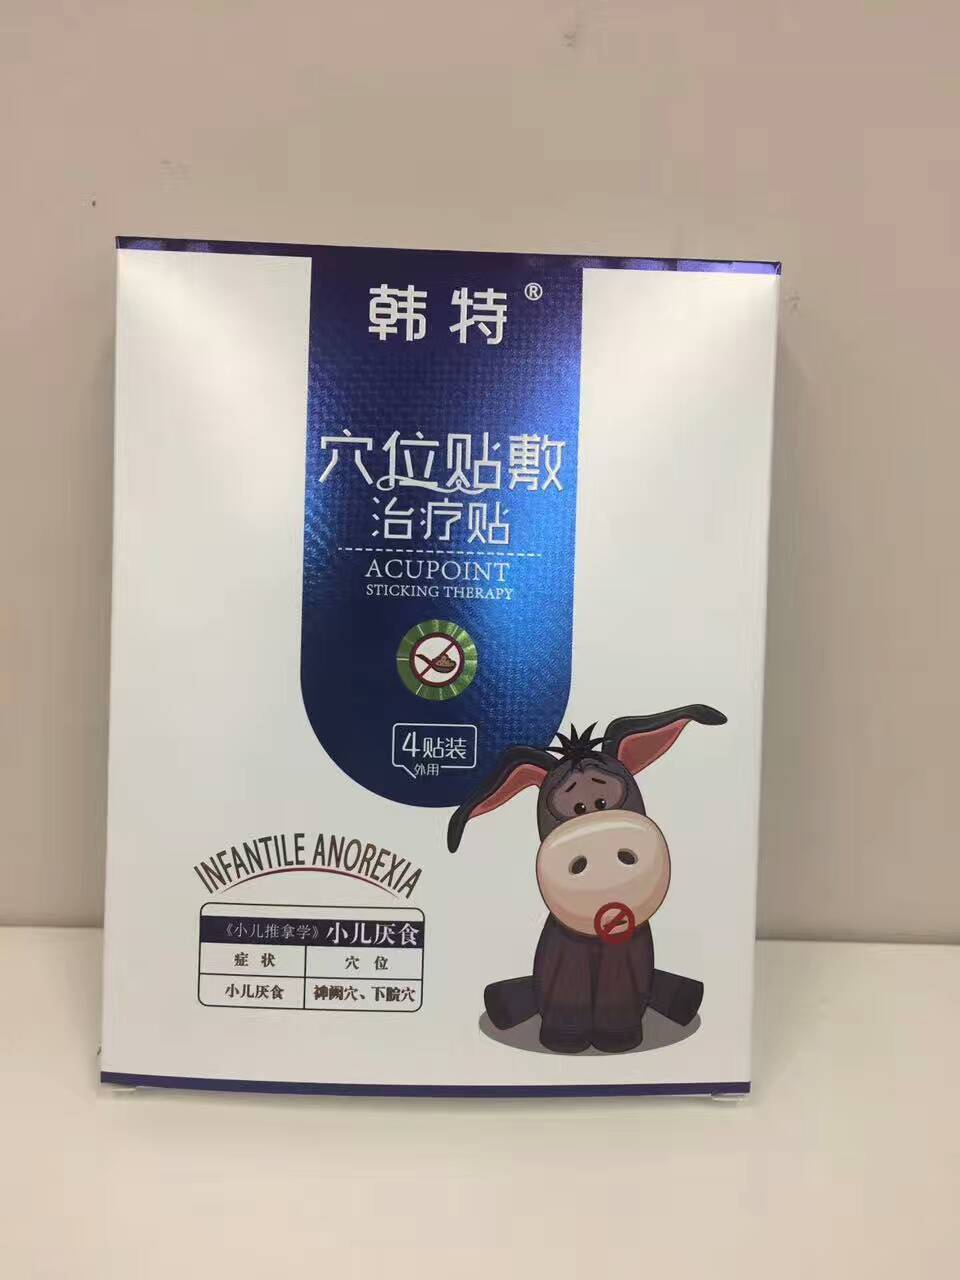 韩特®
穴位贴敷
治疗贴
ACUPOINT
STICKING THERAPY
4贴装
外用
INFANTILE ANOREXIA
《小儿推拿学》小儿厌食
症 状 穴 位
小儿厌食 神阙穴、下脘穴